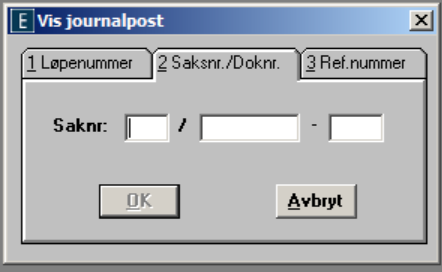 E Vis journalpost
1 Løpenummer 2 Saksnr./Doknr. 3 Ref.nummer
Saknr: / -
OK Avbryt